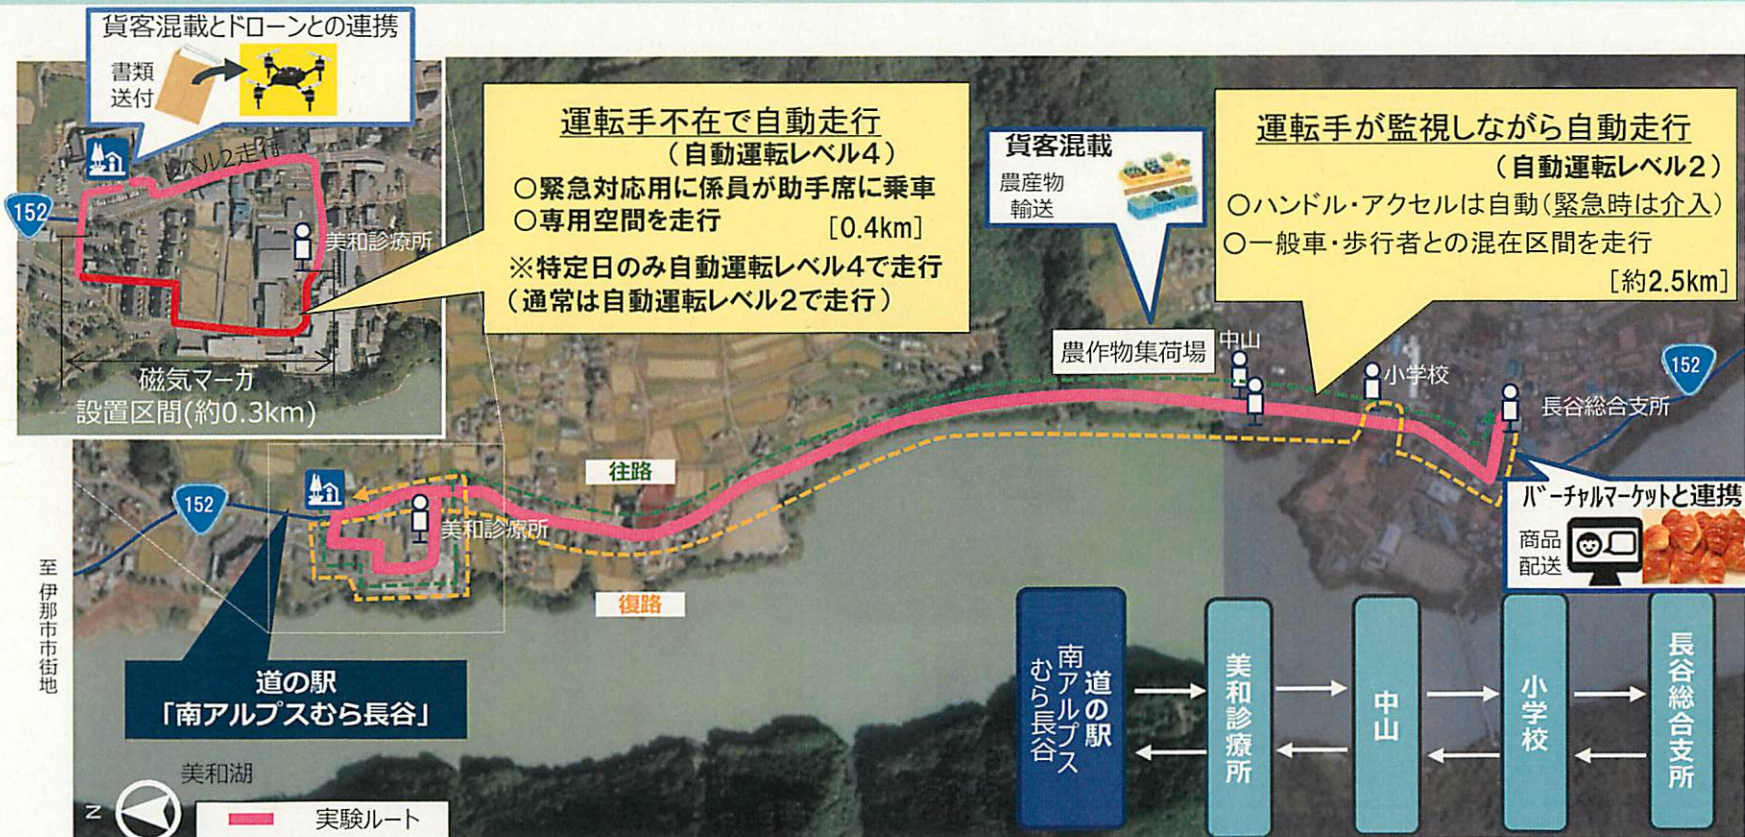 貨客混載とドローンとの連携
書類
送付
レベル2走行
152
美和診療所
磁気マーカ
設置区間(約0.3km)
運転手不在で自動走行
(自動運転レベル4)
○緊急対応用に係員が助手席に乗車
○専用空間を走行 [0.4km]
※特定日のみ自動運転レベル4で走行
(通常は自動運転レベル2で走行)
貨客混載
農産物
輸送
運転手が監視しながら自動走行
(自動運転レベル2)
○ハンドル・アクセルは自動(緊急時は介入)
○一般車・歩行者との混在区間を走行
[約2.5km]
農作物集荷場
中山
小学校
152
長谷総合支所
往路
152
美和診療所
復路
バーチャルマーケットと連携
商品
配送
至 伊那市市街地
道の駅
「南アルプスむら長谷」
美和湖
N
実験ルート
道の駅
南アルプス
むら長谷
美和診療所
中山
小学校
長谷総合支所